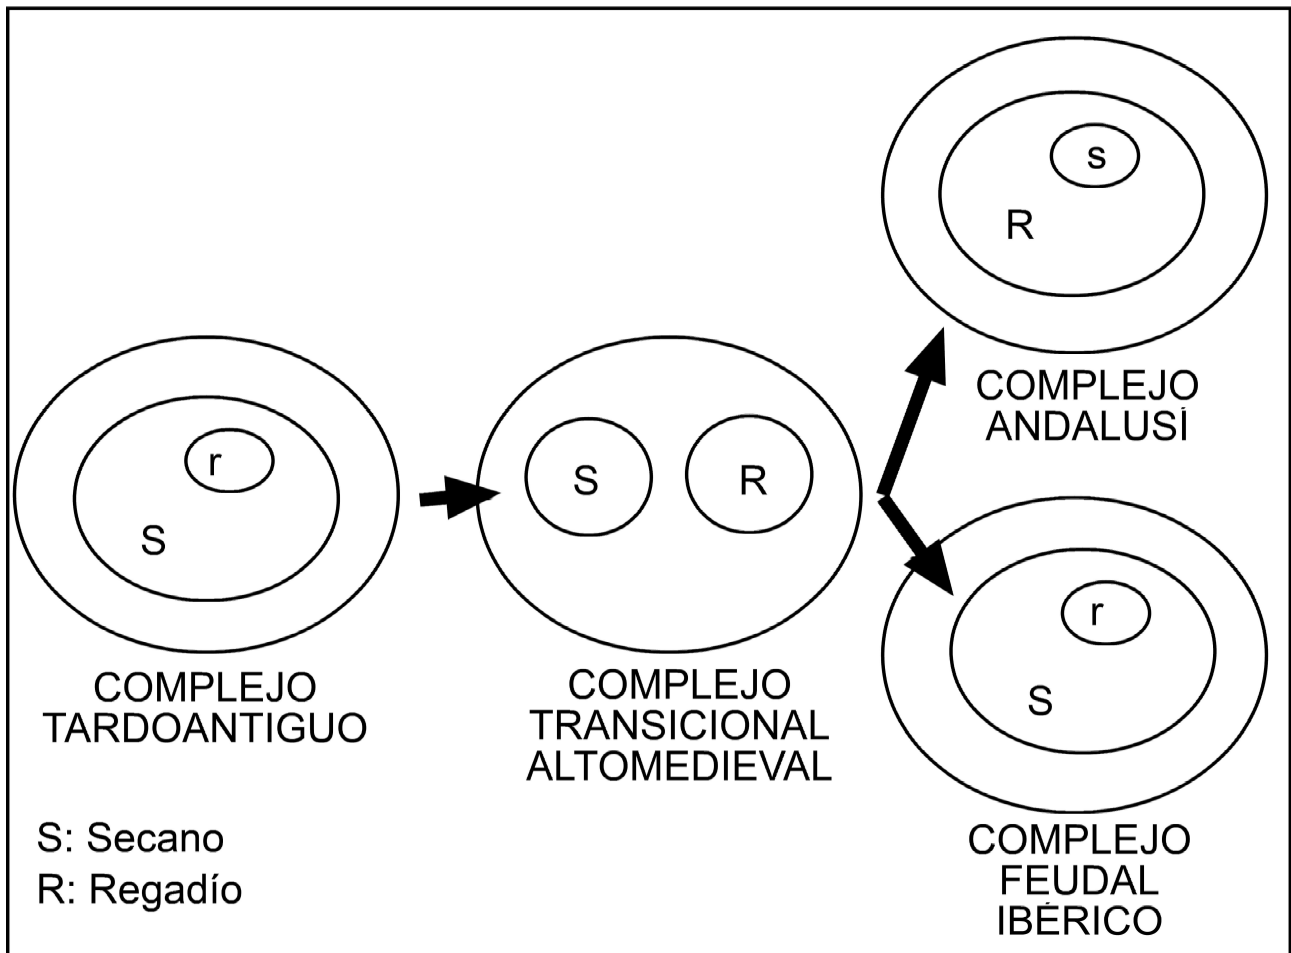 r
S
COMPLEJO
TARDOANTIGUO
S
R
COMPLEJO
TRANSICIONAL
ALTOMEDIEVAL
s
R
COMPLEJO
ANDALUSÍ
r
S
COMPLEJO
FEUDAL
IBÉRICO
S: Secano
R: Regadío